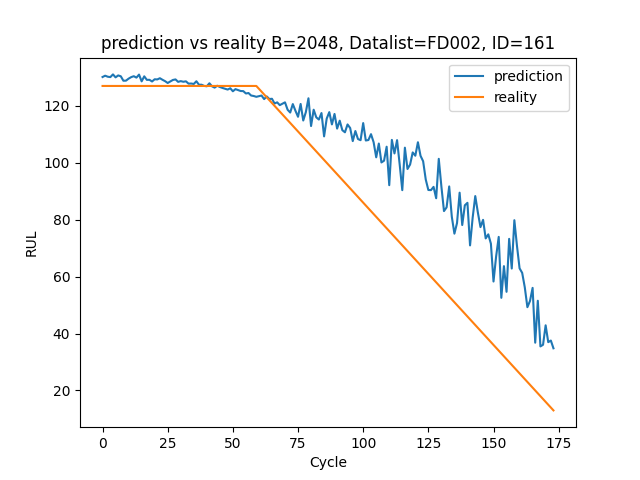 prediction vs reality B=2048, Datalist=FD002, ID=161
prediction
reality
RUL
120
100
80
60
40
20
0 25 50 75 100 125 150 175
Cycle